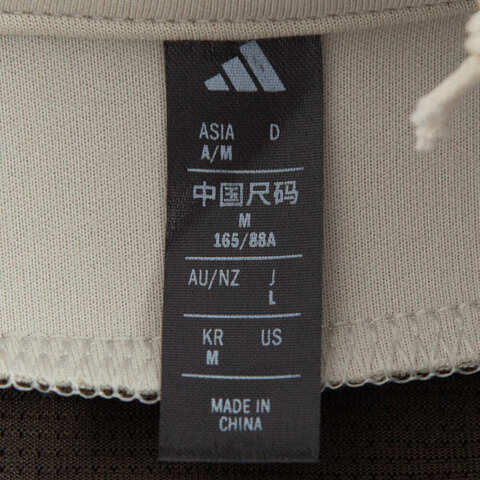 ASIA D
A/M
中国尺码
M
165/88A
AU/NZ J
L
KR US
M
MADE IN
CHINA